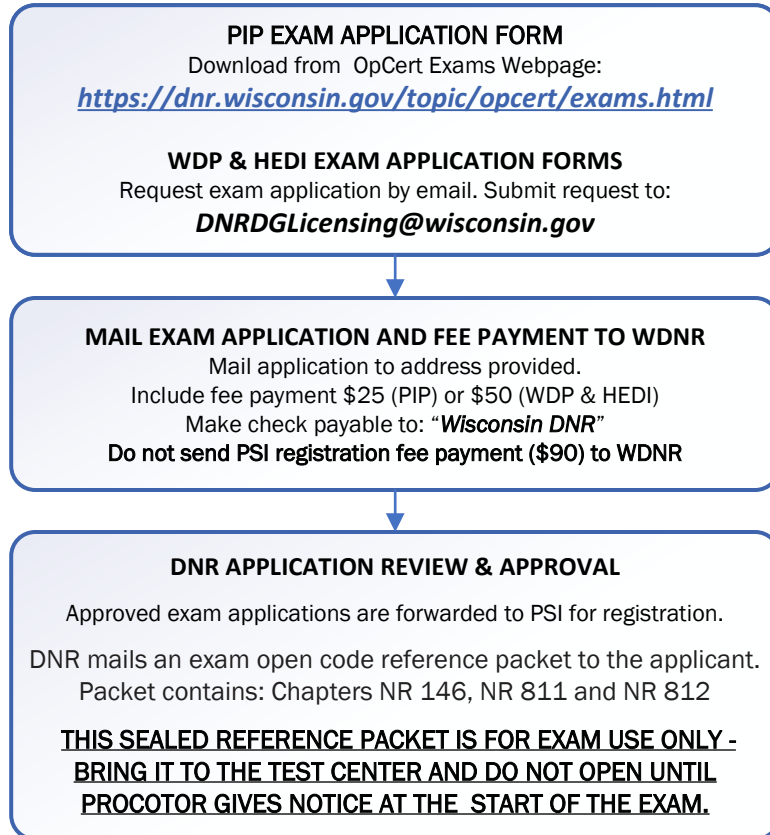 PIP EXAM APPLICATION FORM
Download from OpCert Exams Webpage:
https://dnr.wisconsin.gov/topic/opcert/exams.html
WDP & HEDI EXAM APPLICATION FORMS
Request exam application by email. Submit request to:
DNRDGLicensing@wisconsin.gov
MAIL EXAM APPLICATION AND FEE PAYMENT TO WDNR
Mail application to address provided.
Include fee payment $25 (PIP) or $50 (WDP & HEDI)
Make check payable to: “Wisconsin DNR”
Do not send PSI registration fee payment ($90) to WDNR
DNR APPLICATION REVIEW & APPROVAL
Approved exam applications are forwarded to PSI for registration.
DNR mails an exam open code reference packet to the applicant.
Packet contains: Chapters NR 146, NR 811 and NR 812
THIS SEALED REFERENCE PACKET IS FOR EXAM USE ONLY -
BRING IT TO THE TEST CENTER AND DO NOT OPEN UNTIL
PROCOTOR GIVES NOTICE AT THE START OF THE EXAM.